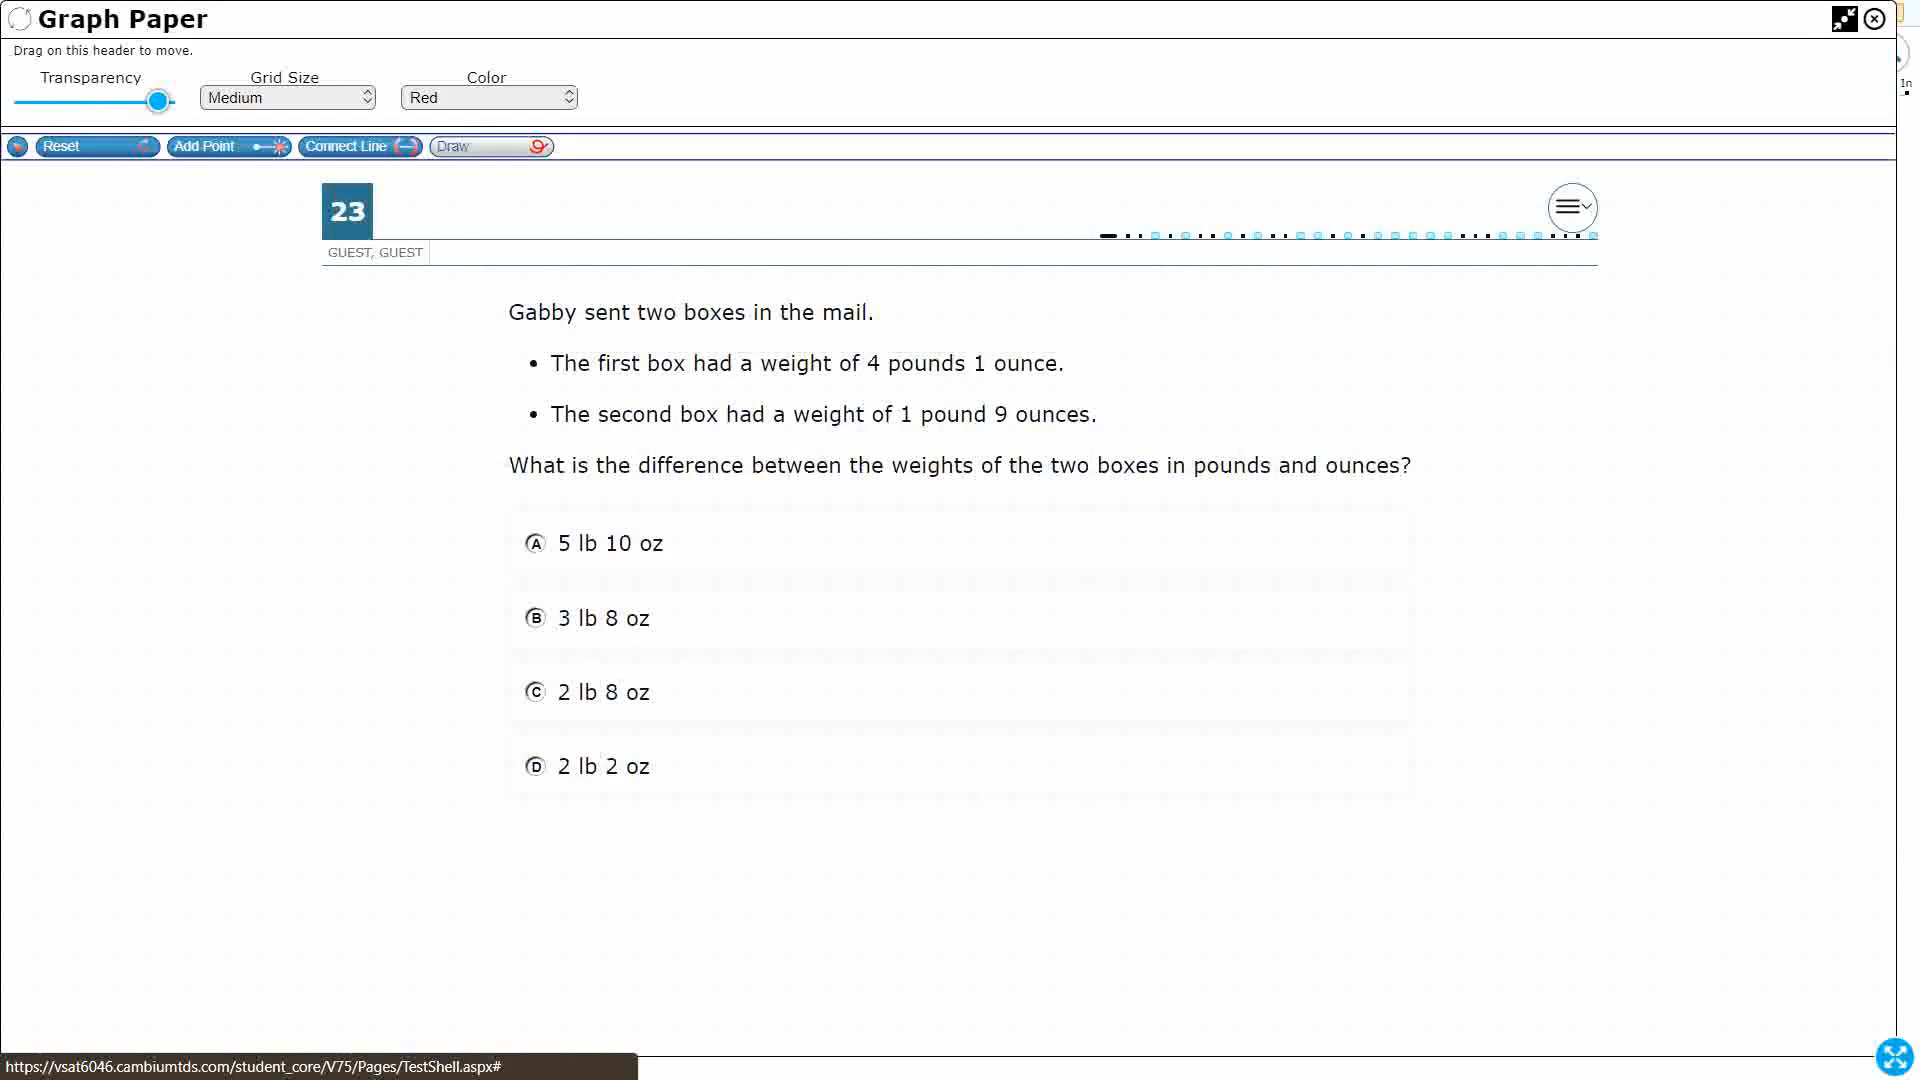 Graph Paper
Drag on this header to move.
Transparency
Grid Size
Color
Medium
Red
Reset
Add Point
Connect Line
Draw
1n
23
GUEST, GUEST
Gabby sent two boxes in the mail.
• The first box had a weight of 4 pounds 1 ounce.
• The second box had a weight of 1 pound 9 ounces.
What is the difference between the weights of the two boxes in pounds and ounces?
A 5 lb 10 oz
B 3 lb 8 oz
C 2 lb 8 oz
D 2 lb 2 oz
https://vsat6046.cambiumtds.com/student_core/V75/Pages/TestShell.aspx#